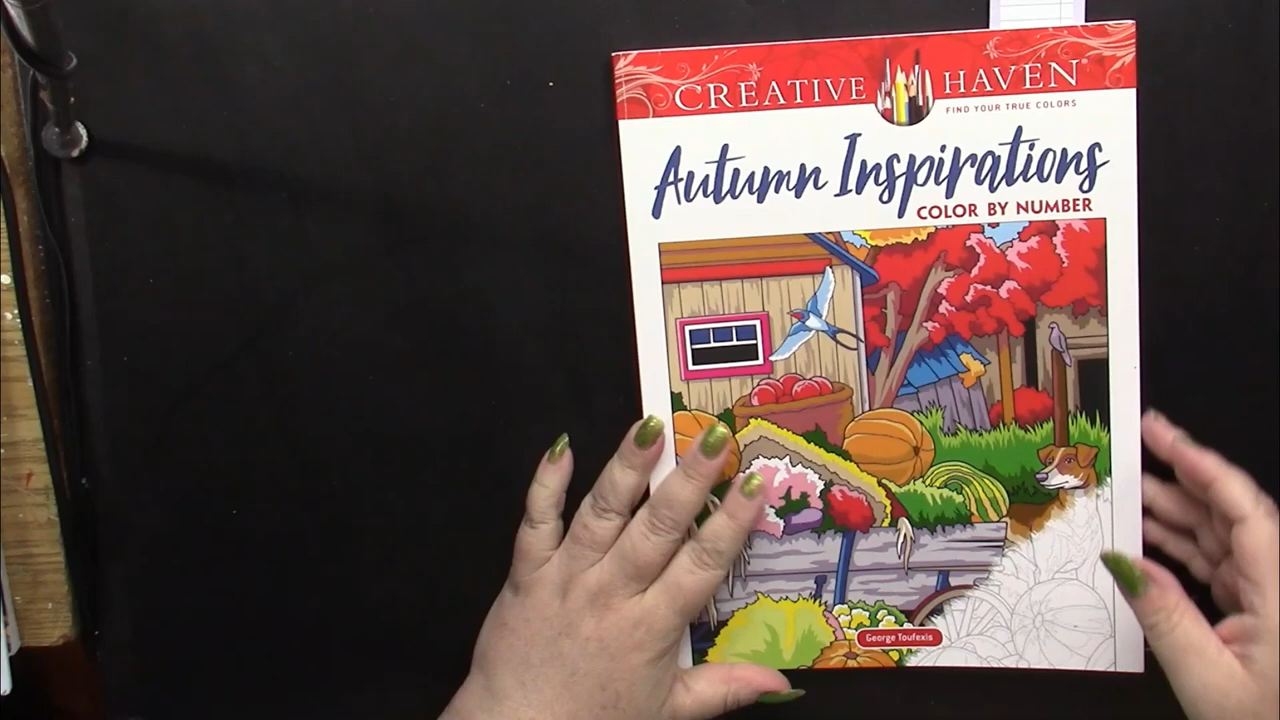 CREATIVE HAVEN®
FIND YOUR TRUE COLORS
Autumn Inspirations
COLOR BY NUMBER
George Toufexis